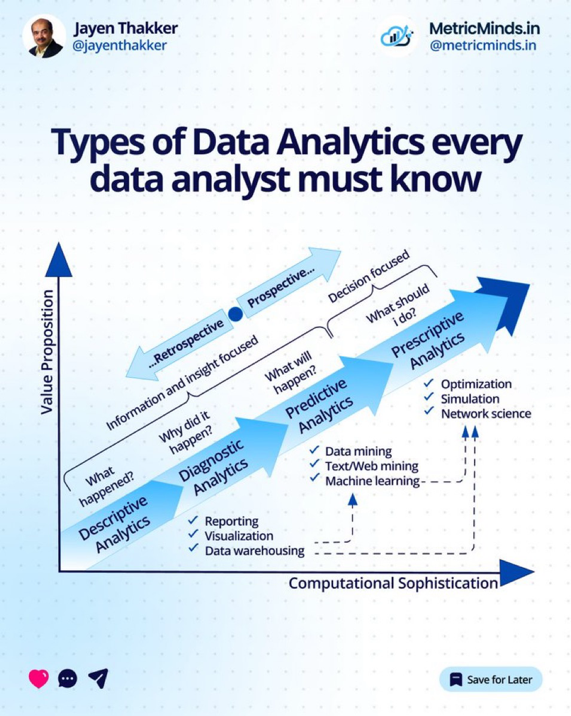 Jayen Thakker
@jayenthakker
MetricMinds.in
@metricminds.in
Types of Data Analytics every
data analyst must know
Value Proposition
...Retrospective
Prospective...
Information and insight focused
Decision focused
What
happened?
Why did it
happen?
What will
happen?
What should
i do?
Descriptive
Analytics
Diagnostic
Analytics
Predictive
Analytics
Prescriptive
Analytics
Optimization
Simulation
Network science
Data mining
Text/Web mining
Machine learning
Reporting
Visualization
Data warehousing
Computational Sophistication
Save for Later